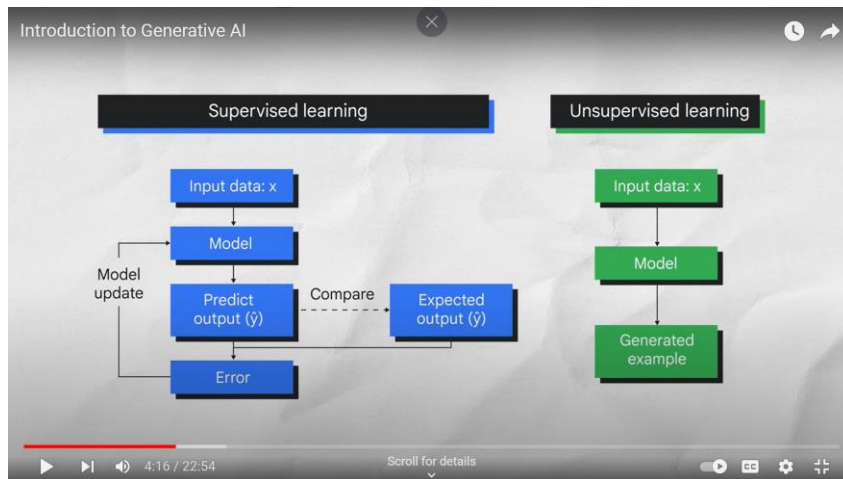 Introduction to Generative AI
Supervised learning
Unsupervised learning
Input data: x
Model
Model
update
Predict
output (ŷ)
Compare
Expected
output (ŷ)
Error
Input data: x
Model
Generated
example
4:16 / 22:54
Scroll for details
CC